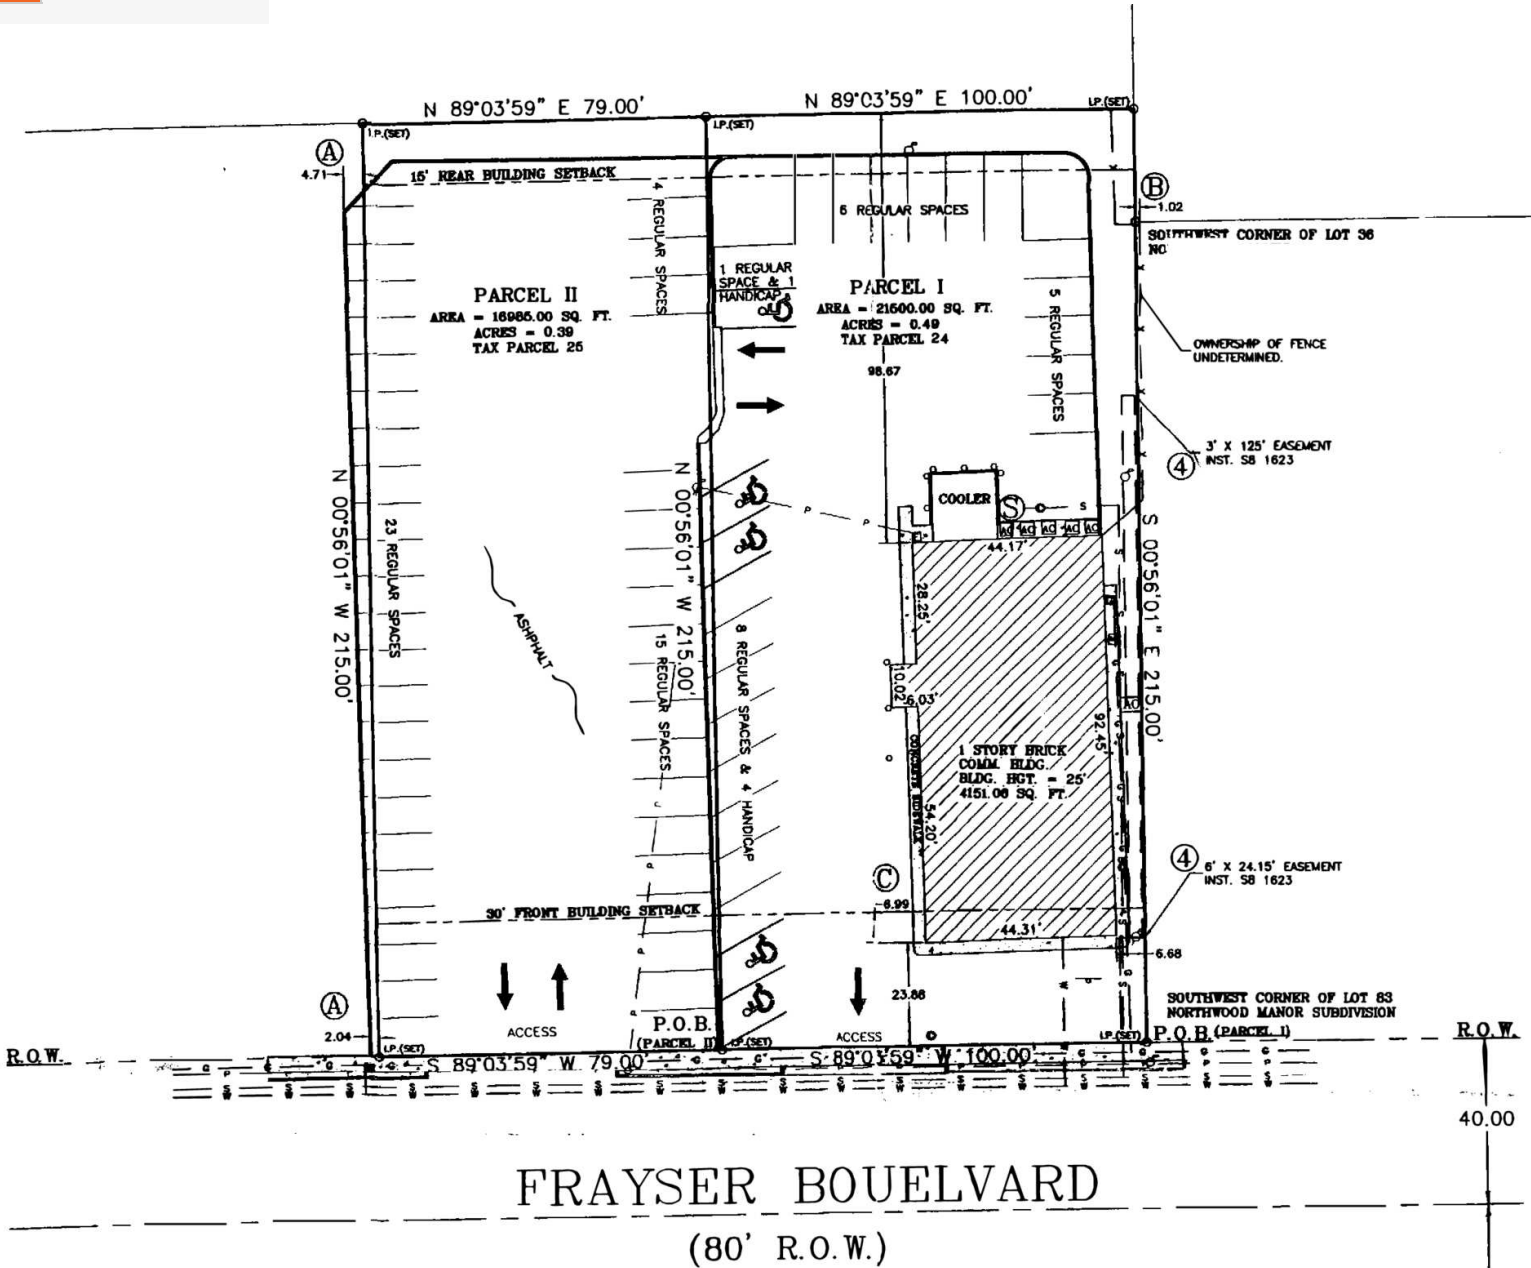 N 89°03'59" E 79.00'
N 89°03'59" E 100.00'
I.P.(SET)
I.P.(SET)
I.P.(SET)
A
4.71
15' REAR BUILDING SETBACK
B
1.02
6 REGULAR SPACES
SOUTHWEST CORNER OF LOT 36
NO
4 REGULAR SPACES
1 REGULAR
SPACE & 1
HANDICAP
PARCEL II
AREA = 16985.00 SQ. FT.
ACRES = 0.39
TAX PARCEL 25
PARCEL I
AREA = 21500.00 SQ. FT.
ACRES = 0.49
TAX PARCEL 24
98.67
5 REGULAR SPACES
OWNERSHIP OF FENCE
UNDETERMINED.
3' X 125' EASEMENT
INST. S8 1623
4
N 00°56'01" W 215.00'
23 REGULAR SPACES
ASHPHALT
N 00°56'01" W 215.00'
15 REGULAR SPACES
8 REGULAR SPACES & 4 HANDICAP
COOLER
S
S
P
P
AC
AC
AC
AC
AC
44.17'
28.25'
10.02
6.03'
S 00°56'01" E 215.00'
AC
92.45'
1 STORY BRICK
COMM. BLDG.
BLDG. HGT. = 25'
4151.06 SQ. FT.
CONCRETE SIDEWALK
54.20'
C
6.99
44.31'
4
6' X 24.15' EASEMENT
INST. S8 1623
30' FRONT BUILDING SETBACK
6.68
23.86
A
2.04
ACCESS
P.O.B.
(PARCEL II)
ACCESS
SOUTHWEST CORNER OF LOT 83
NORTHWOOD MANOR SUBDIVISION
I.P.(SET)
I.P.(SET)
I.P.(SET)
P.O.B. (PARCEL I)
R.O.W.
R.O.W.
S 89°03'59" W 79.00'
S 89°03'59" W 100.00'
40.00
FRAYSER BOUELVARD
(80' R.O.W.)